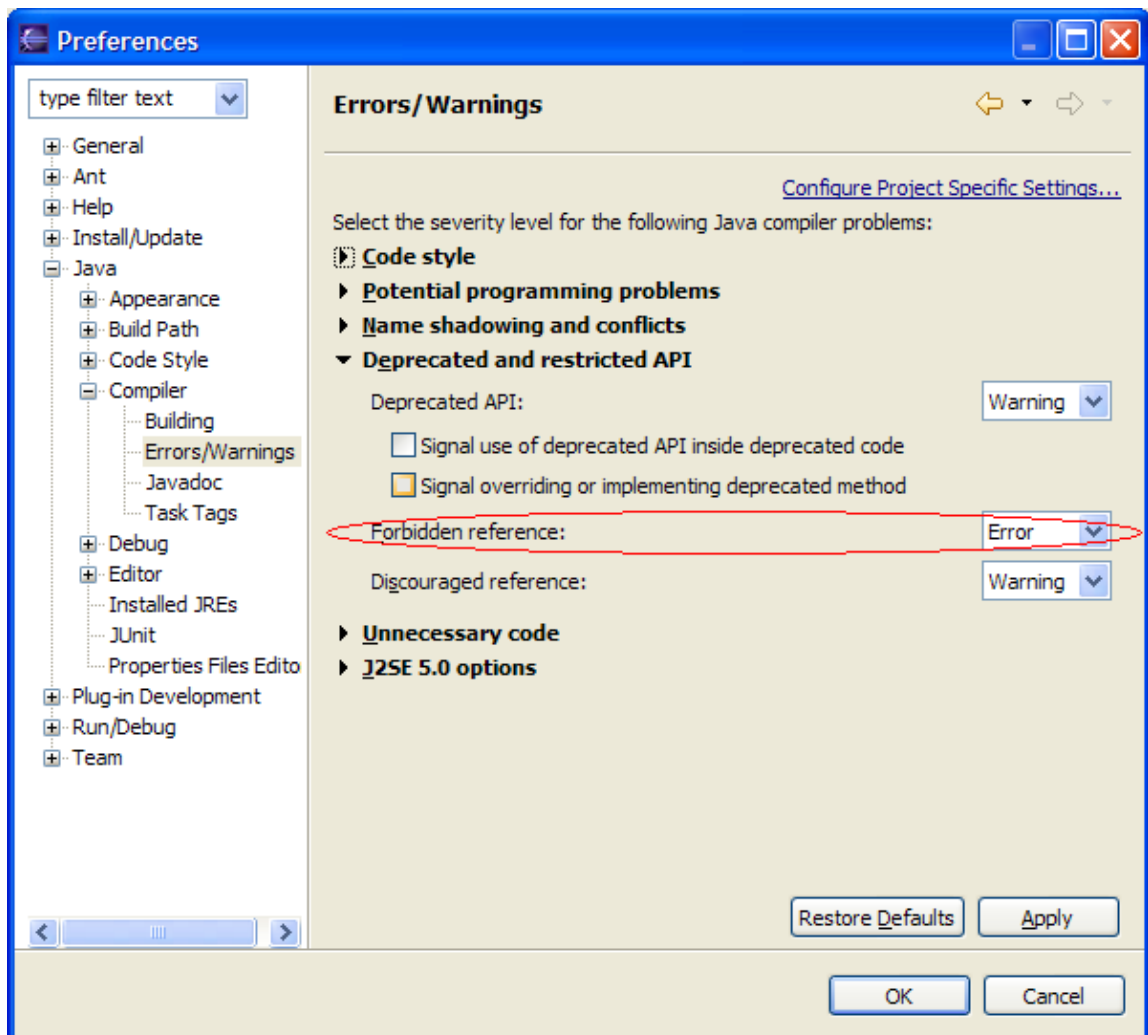 Preferences
type filter text
General
Ant
Help
Install/Update
Java
Appearance
Build Path
Code Style
Compiler
Building
Errors/Warnings
Javadoc
Task Tags
Debug
Editor
Installed JREs
JUnit
Properties Files Edito
Plug-in Development
Run/Debug
Team
Errors/Warnings
Configure Project Specific Settings...
Select the severity level for the following Java compiler problems:
Code style
Potential programming problems
Name shadowing and conflicts
Deprecated and restricted API
Deprecated API: Warning
Signal use of deprecated API inside deprecated code
Signal overriding or implementing deprecated method
Forbidden reference: Error
Discouraged reference: Warning
Unnecessary code
J2SE 5.0 options
Restore Defaults Apply
OK Cancel